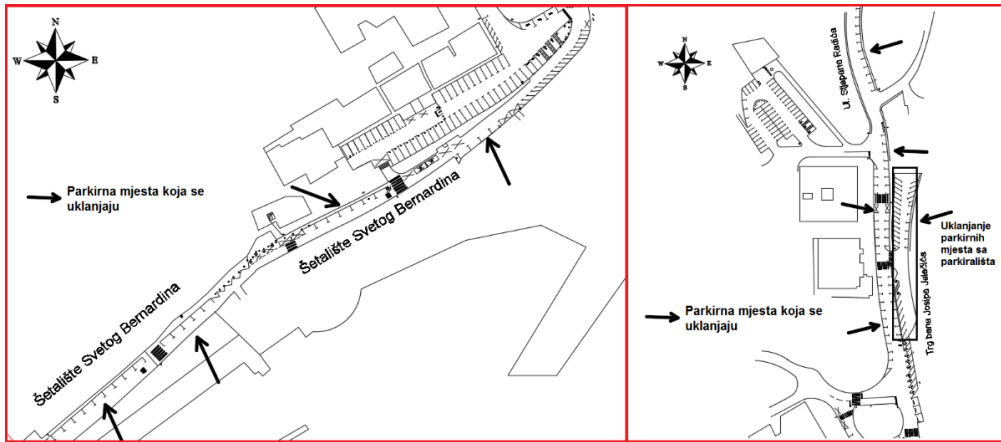 N
W E
S
Parkirna mjesta koja se
uklanjaju
Šetalište Svetog Bernardina
Šetalište Svetog Bernardina
N
W E
S
Ul. Stjepana Radića
Uklanjanje
parkirnih
mjesta sa
parkirališta
Trg bana Josipa Jelačića
Parkirna mjesta koja se
uklanjaju